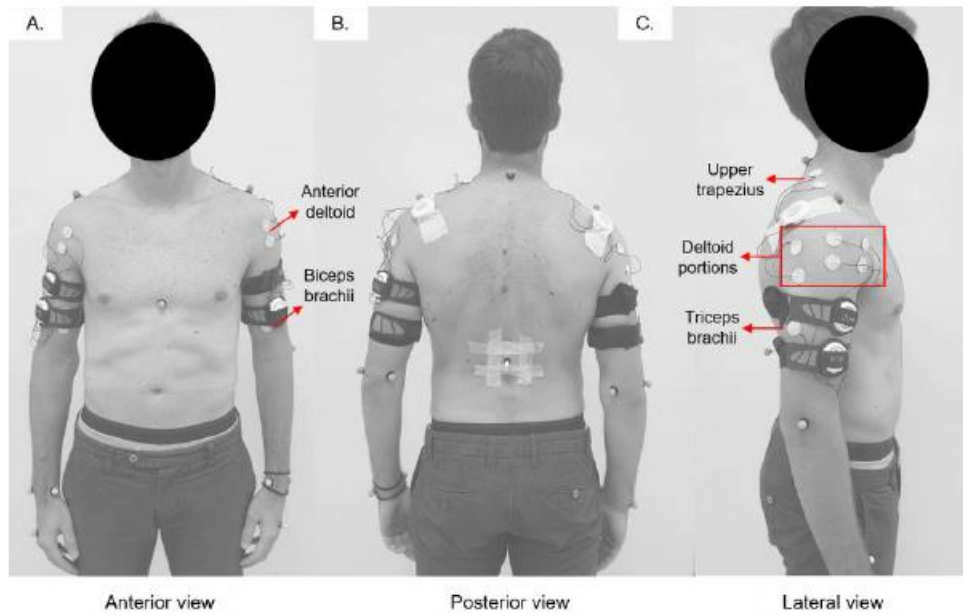 A.
B.
C.
Anterior
deltoid
Biceps
brachii
Upper
trapezius
Deltoid
portions
Triceps
brachii
Anterior view
Posterior view
Lateral view